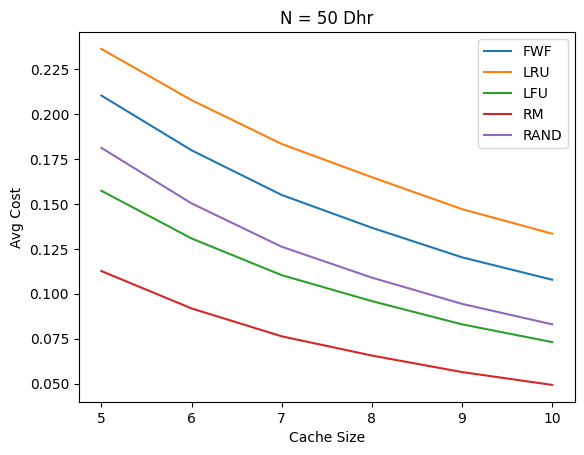 N = 50 Dhr
FWF
LRU
LFU
RM
RAND
Avg Cost
0.225
0.200
0.175
0.150
0.125
0.100
0.075
0.050
5 6 7 8 9 10
Cache Size